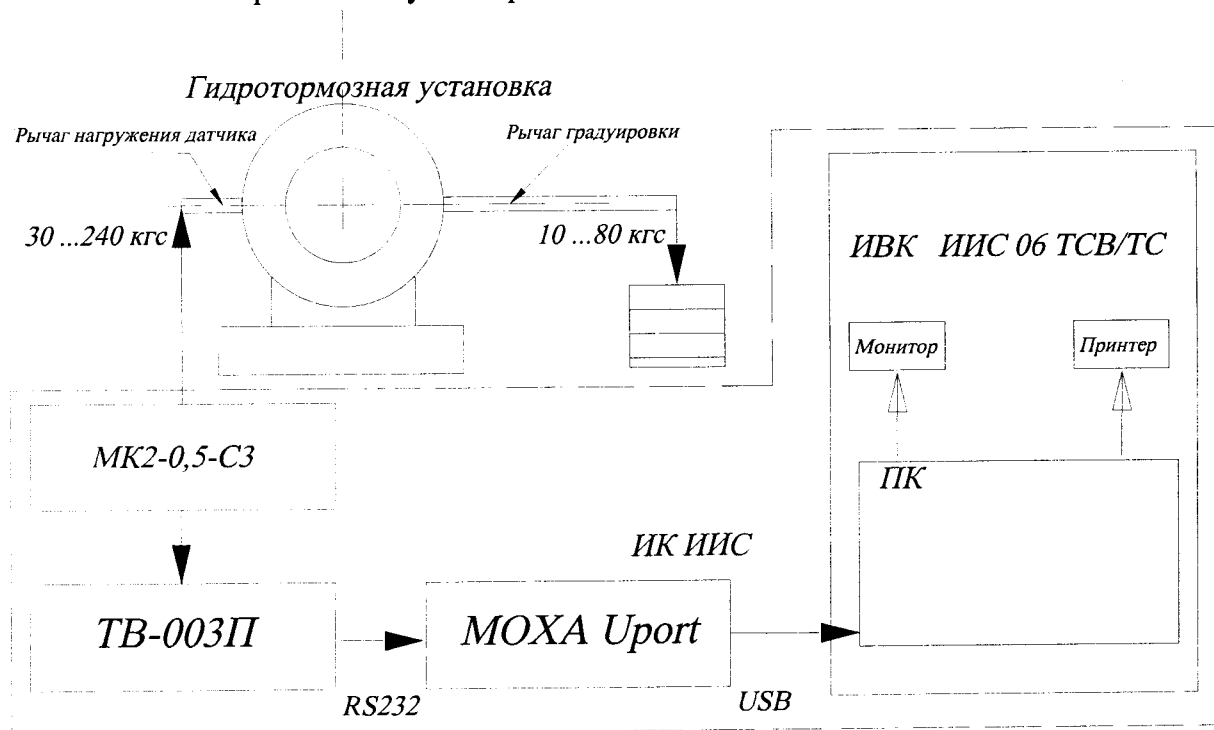 Гидротормозная установка
Рычаг нагружения датчика
Рычаг градуировки
30 ...240 кгс
10 ...80 кгс
ИВК ИИС 06 ТСВ/ТС
Монитор
Принтер
МК2-0,5-С3
ПК
ИК ИИС
ТВ-003П
MOXA Uport
RS232
USB